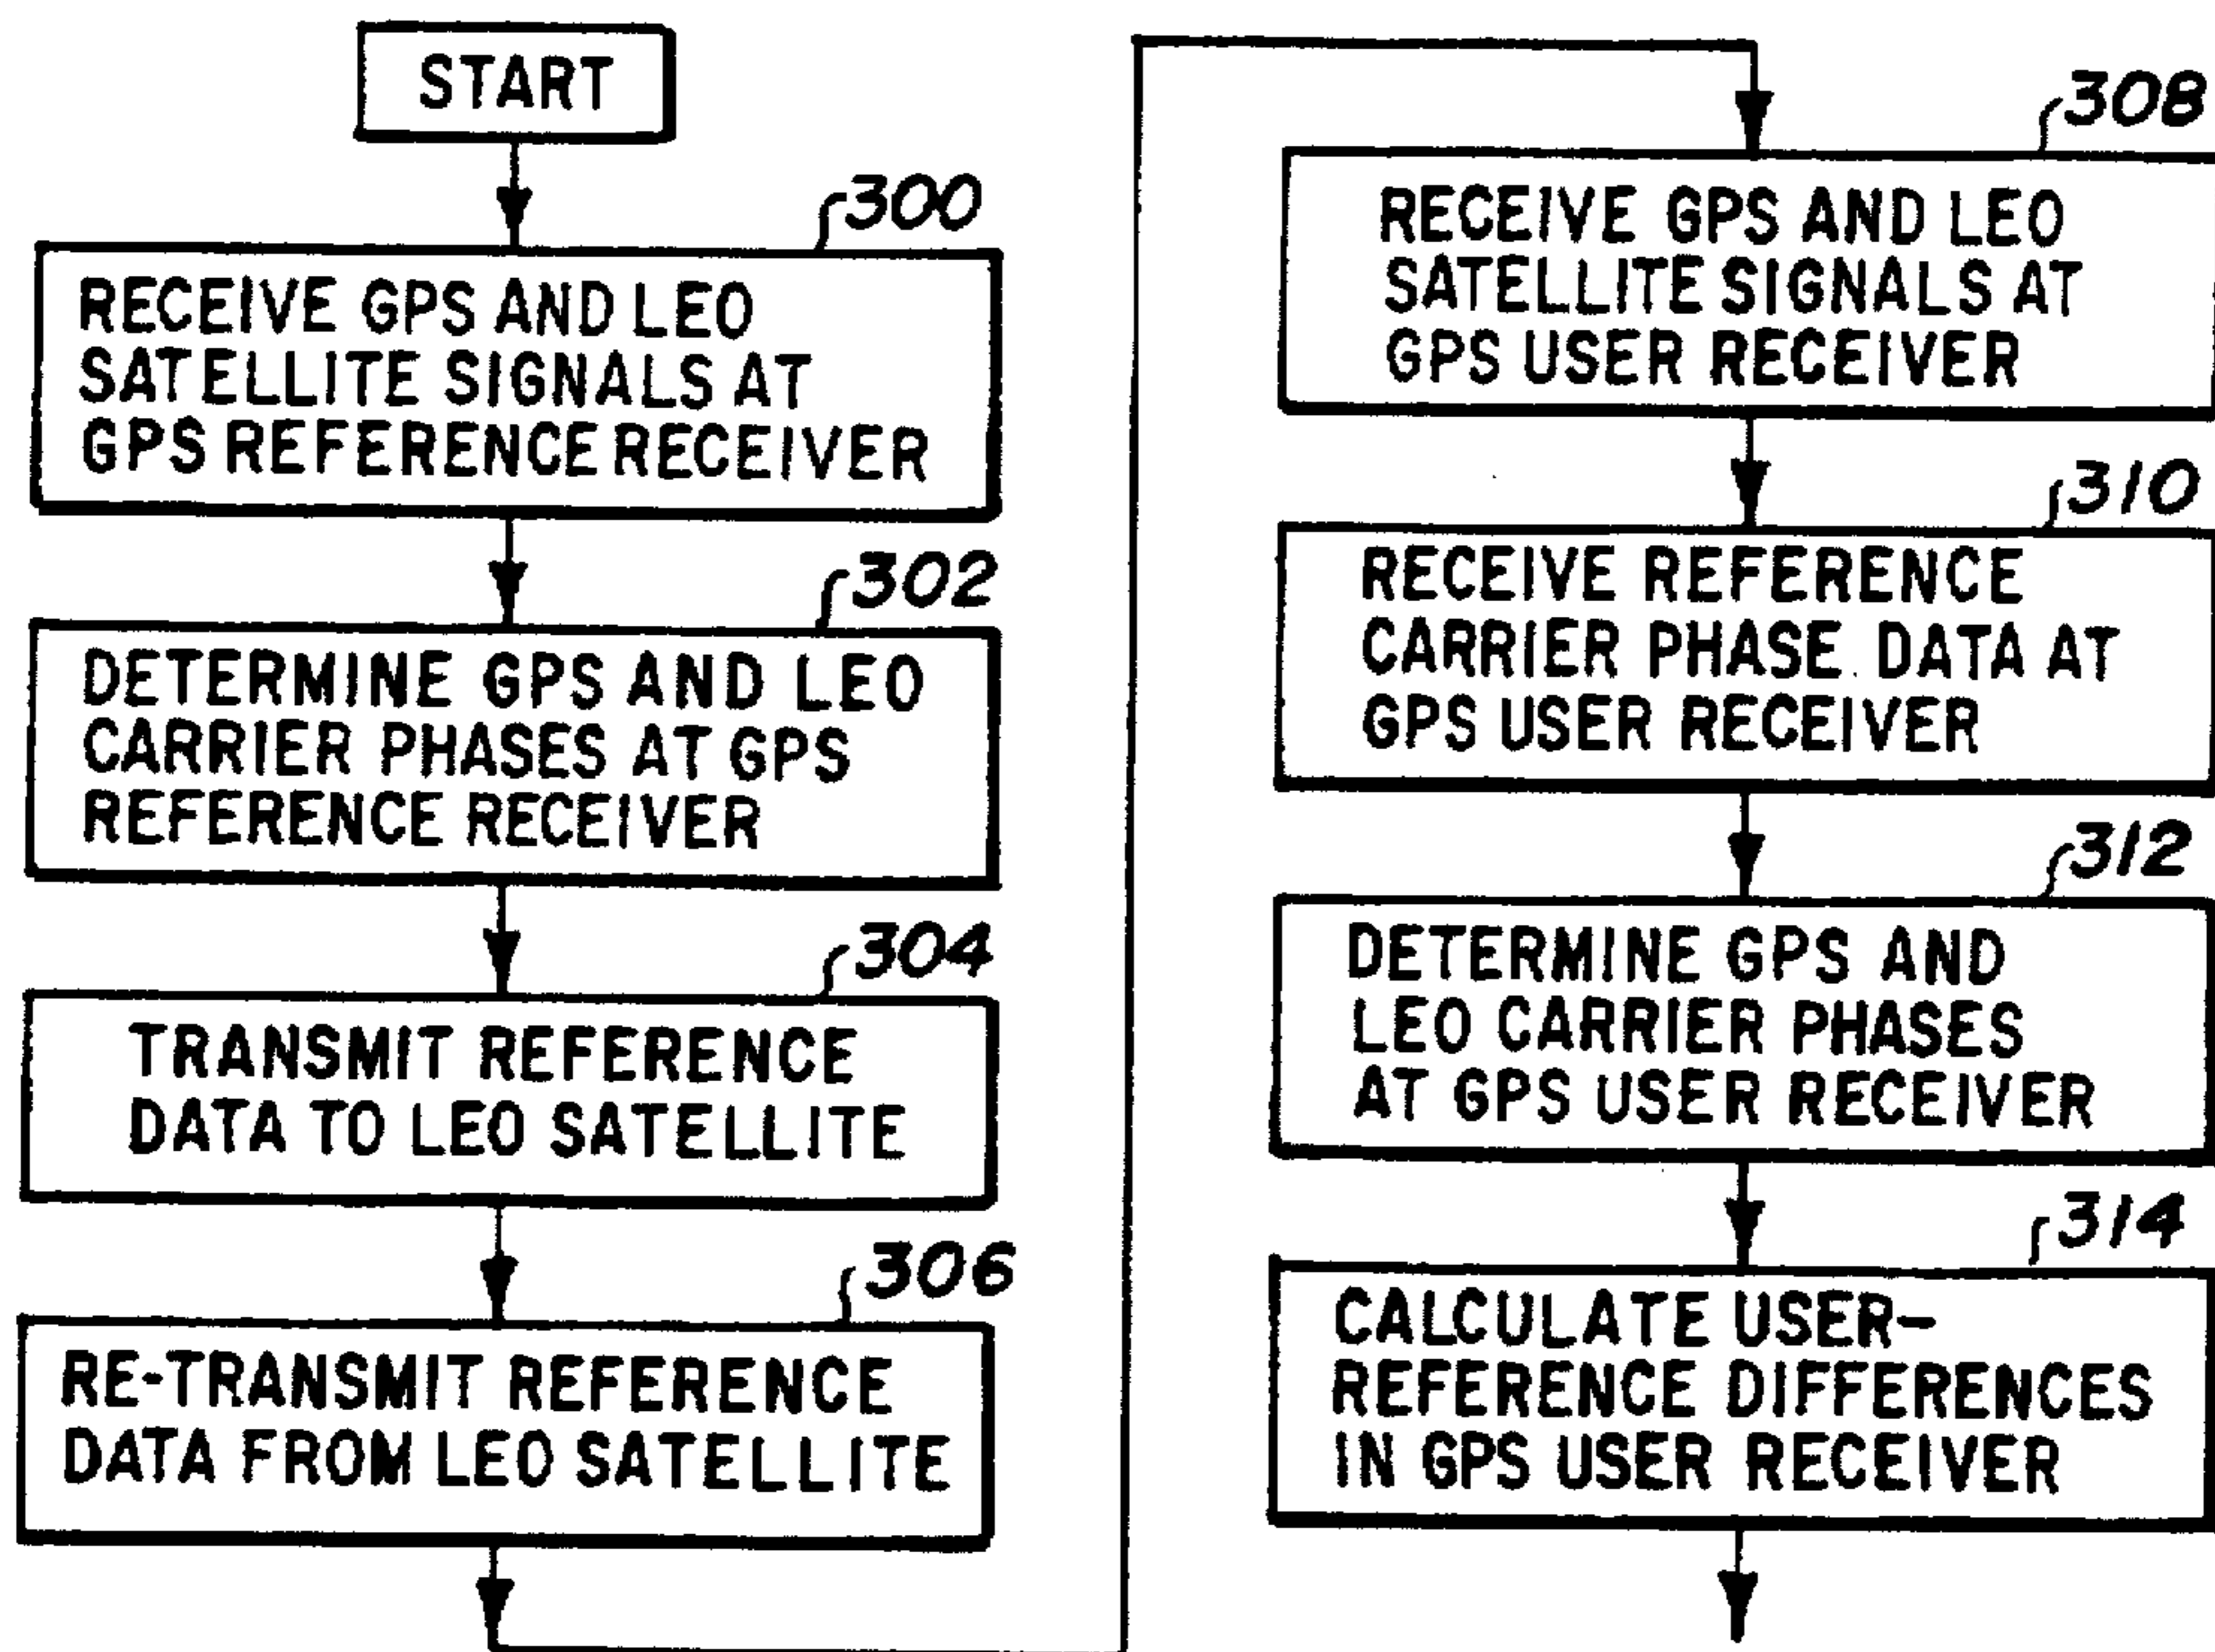 START
300
RECEIVE GPS AND LEO
SATELLITE SIGNALS AT
GPS REFERENCE RECEIVER
302
DETERMINE GPS AND LEO
CARRIER PHASES AT GPS
REFERENCE RECEIVER
304
TRANSMIT REFERENCE
DATA TO LEO SATELLITE
306
RE-TRANSMIT REFERENCE
DATA FROM LEO SATELLITE
308
RECEIVE GPS AND LEO
SATELLITE SIGNALS AT
GPS USER RECEIVER
310
RECEIVE REFERENCE
CARRIER PHASE DATA AT
GPS USER RECEIVER
312
DETERMINE GPS AND
LEO CARRIER PHASES
AT GPS USER RECEIVER
314
CALCULATE USER-
REFERENCE DIFFERENCES
IN GPS USER RECEIVER